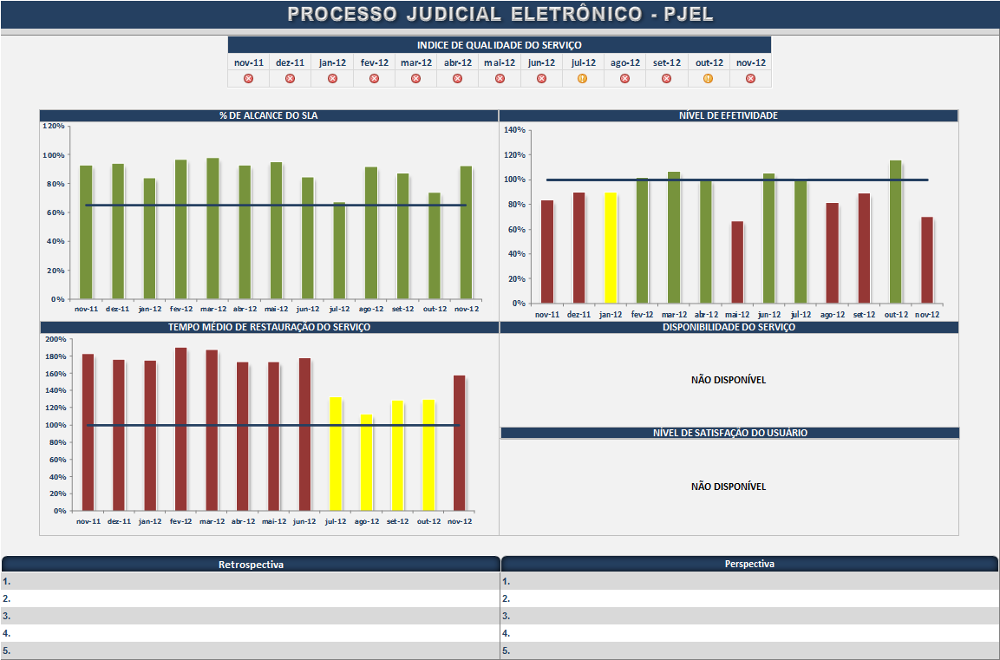 PROCESSO JUDICIAL ELETRÔNICO - PJEL
INDICE DE QUALIDADE DO SERVIÇO
nov-11 dez-11 jan-12 fev-12 mar-12 abr-12 mai-12 jun-12 jul-12 ago-12 set-12 out-12 nov-12
% DE ALCANCE DO SLA
120%
100%
80%
60%
40%
20%
0%
nov-11 dez-11 jan-12 fev-12 mar-12 abr-12 mai-12 jun-12 jul-12 ago-12 set-12 out-12 nov-12
NÍVEL DE EFETIVIDADE
140%
120%
100%
80%
60%
40%
20%
0%
nov-11 dez-11 jan-12 fev-12 mar-12 abr-12 mai-12 jun-12 jul-12 ago-12 set-12 out-12 nov-12
TEMPO MÉDIO DE RESTAURAÇÃO DO SERVIÇO
200%
180%
160%
140%
120%
100%
80%
60%
40%
20%
0%
nov-11 dez-11 jan-12 fev-12 mar-12 abr-12 mai-12 jun-12 jul-12 ago-12 set-12 out-12 nov-12
DISPONIBILIDADE DO SERVIÇO
NÃO DISPONÍVEL
NÍVEL DE SATISFAÇÃO DO USUÁRIO
NÃO DISPONÍVEL
Retrospectiva
1.
2.
3.
4.
5.
Perspectiva
1.
2.
3.
4.
5.